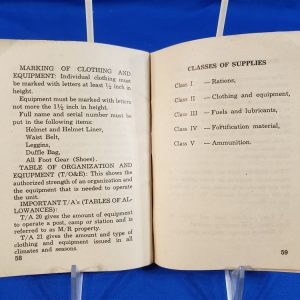 MARKING OF CLOTHING AND
EQUIPMENT: Individual clothing must
be marked with letters at least ½ inch in
height.
Equipment must be marked with letters
not more the 1½ inch in height.
Full name and serial number must be
put in the following items:
Helmet and Helmet Liner,
Waist Belt,
Leggins,
Duffle Bag,
All Foot Gear (Shoes).
TABLE OF ORGANIZATION AND
EQUIPMENT (T/O&E): This shows the
authorized strength of an organization and
the equipment that is needed to operate
the unit.
IMPORTANT T/A's (TABLES OF AL-
LOWANCES):
T/A 20 gives the amount of equipment
to operate a post, camp or station and is
referred to as M/R property.
T/A 21 gives the amount and type of
clothing and equipment issued in all
climates and seasons.
58
CLASSES OF SUPPLIES
Class I — Rations,
Class II — Clothing and equipment,
Class III — Fuels and lubricants,
Class IV — Fortification material,
Class V — Ammunition.
59